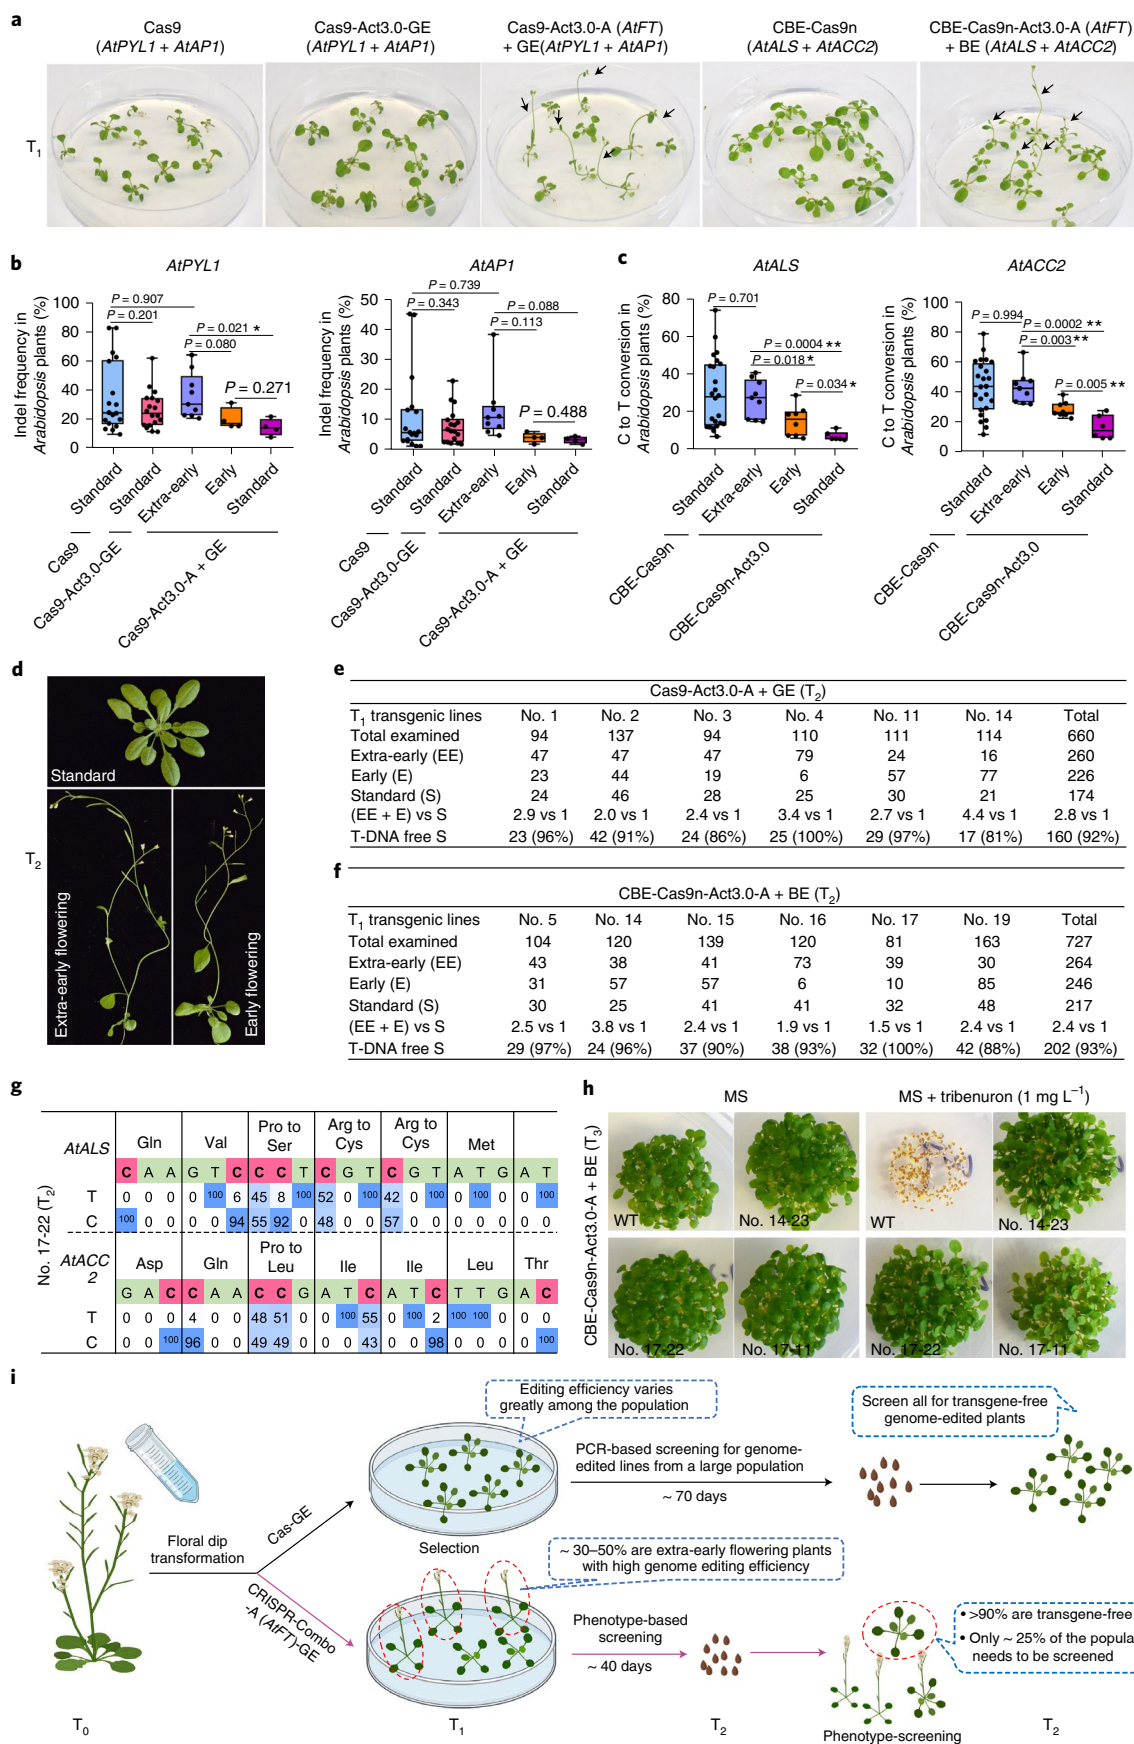 a
Cas9
(AtPYL1 + AtAP1)
Cas9-Act3.0-GE
(AtPYL1 + AtAP1)
Cas9-Act3.0-A (AtFT)
+ GE(AtPYL1 + AtAP1)
CBE-Cas9n
(AtALS + AtACC2)
CBE-Cas9n-Act3.0-A (AtFT)
+ BE (AtALS + AtACC2)
T1
b
AtPYL1
Indel frequency in
Arabidopsis plants (%)
100
80
60
40
20
0
P = 0.907
P = 0.201
P = 0.021 *
P = 0.080
P = 0.271
Standard
Standard
Extra-early
Early
Standard
Cas9
Cas9-Act3.0-GE
Cas9-Act3.0-A + GE
AtAP1
Indel frequency in
Arabidopsis plants (%)
50
40
30
20
10
0
P = 0.739
P = 0.343
P = 0.088
P = 0.113
P = 0.488
Standard
Standard
Extra-early
Early
Standard
Cas9
Cas9-Act3.0-GE
Cas9-Act3.0-A + GE
c
AtALS
C to T conversion in
Arabidopsis plants (%)
80
60
40
20
0
P = 0.701
P = 0.0004 **
P = 0.018 *
P = 0.034 *
Standard
Extra-early
Early
Standard
CBE-Cas9n
CBE-Cas9n-Act3.0
AtACC2
C to T conversion in
Arabidopsis plants (%)
100
80
60
40
20
0
P = 0.994
P = 0.0002 **
P = 0.003 **
P = 0.005 **
Standard
Extra-early
Early
Standard
CBE-Cas9n
CBE-Cas9n-Act3.0
d
T2
Standard
Extra-early flowering
Early flowering
e
Cas9-Act3.0-A + GE (T2)
T1 transgenic lines No. 1 No. 2 No. 3 No. 4 No. 11 No. 14 Total
Total examined 94 137 94 110 111 114 660
Extra-early (EE) 47 47 47 79 24 16 260
Early (E) 23 44 19 6 57 77 226
Standard (S) 24 46 28 25 30 21 174
(EE + E) vs S 2.9 vs 1 2.0 vs 1 2.4 vs 1 3.4 vs 1 2.7 vs 1 4.4 vs 1 2.8 vs 1
T-DNA free S 23 (96%) 42 (91%) 24 (86%) 25 (100%) 29 (97%) 17 (81%) 160 (92%)
f
CBE-Cas9n-Act3.0-A + BE (T2)
T1 transgenic lines No. 5 No. 14 No. 15 No. 16 No. 17 No. 19 Total
Total examined 104 120 139 120 81 163 727
Extra-early (EE) 43 38 41 73 39 30 264
Early (E) 31 57 57 6 10 85 246
Standard (S) 30 25 41 41 32 48 217
(EE + E) vs S 2.5 vs 1 3.8 vs 1 2.4 vs 1 1.9 vs 1 1.5 vs 1 2.4 vs 1 2.4 vs 1
T-DNA free S 29 (97%) 24 (96%) 37 (90%) 38 (93%) 32 (100%) 42 (88%) 202 (93%)
g
No. 17-22 (T2)
AtALS
Gln Val Pro to Ser Arg to Cys Arg to Cys Met
C A A G T C C C T C G T C G T A T G A T
T 0 0 0 0 100 6 45 8 100 52 0 100 42 0 100 0 0 0 0 100
C 100 0 0 0 0 94 55 92 0 48 0 0 57 0 0 0 0 0 0 0
AtACC
2
Asp Gln Pro to Leu Ile Ile Leu Thr
G A C C A A C C G A T C A T C T T G A C
T 0 0 0 4 0 0 48 51 0 0 100 55 0 100 2 100 100 0 0 0
C 0 0 100 96 0 0 49 49 0 0 0 43 0 0 98 0 0 0 0 100
h
MS
MS + tribenuron (1 mg L−1)
CBE-Cas9n-Act3.0-A + BE (T3)
WT
No. 14-23
WT
No. 14-23
No. 17-22
No. 17-11
No. 17-22
No. 17-11
i
Editing efficiency varies
greatly among the population
Screen all for transgene-free
genome-edited plants
PCR-based screening for genome-
edited lines from a large population
~ 70 days
Floral dip
transformation
Cas-GE
CRISPR-Combo
-A (AtFT)-GE
Selection
~ 30–50% are extra-early flowering plants
with high genome editing efficiency
Phenotype-based
screening
~ 40 days
• >90% are transgene-free
• Only ~ 25% of the popula
needs to be screened
Phenotype-screening
T0
T1
T2
T2